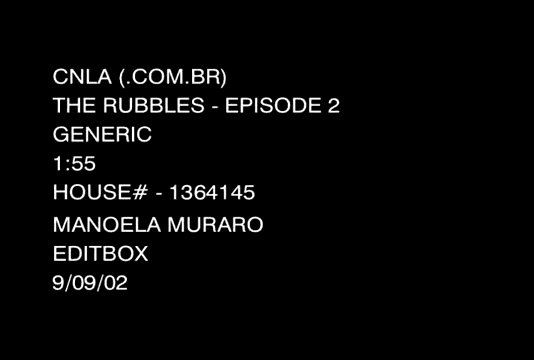 CNLA (.COM.BR)
THE RUBBLES - EPISODE 2
GENERIC
1:55
HOUSE# - 1364145
MANOELA MURARO
EDITBOX
9/09/02